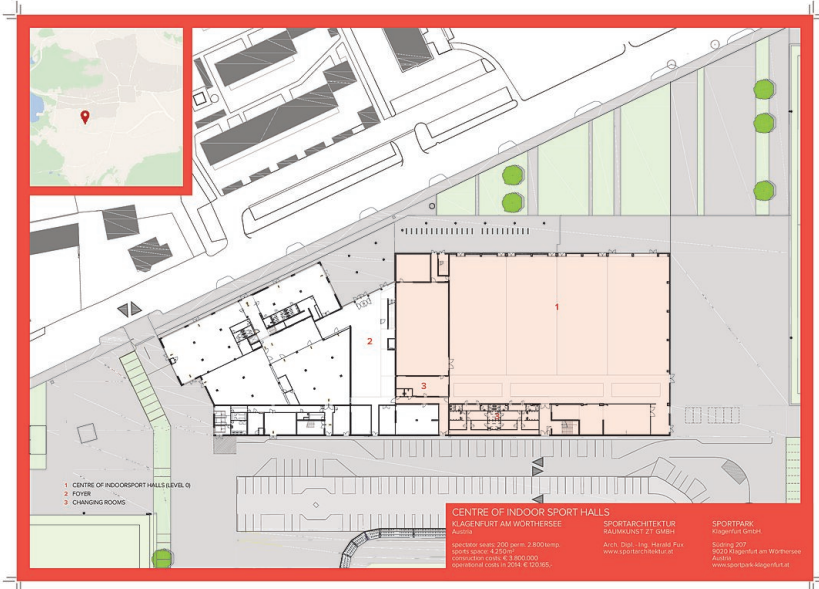 1
2
3
3
1 CENTRE OF INDOORSPORT HALLS (LEVEL 0)
2 FOYER
3 CHANGING ROOMS
CENTRE OF INDOOR SPORT HALLS
KLAGENFURT AM WÖRTHERSEE
Austria
spectator seats: 200 perm. 2.800 temp.
sports space: 4.250m²
consruction costs: € 3.800.000
operational costs in 2014: € 120.165,-
SPORTARCHITEKTUR
RAUMKUNST ZT GMBH
Arch. Dipl. - Ing. Harald Fux
www.sportarchitektur.at
SPORTPARK
Klagenfurt GmbH
Südring 207
9020 Klagenfurt am Wörthersee
Austria
www.sportpark-klagenfurt.at